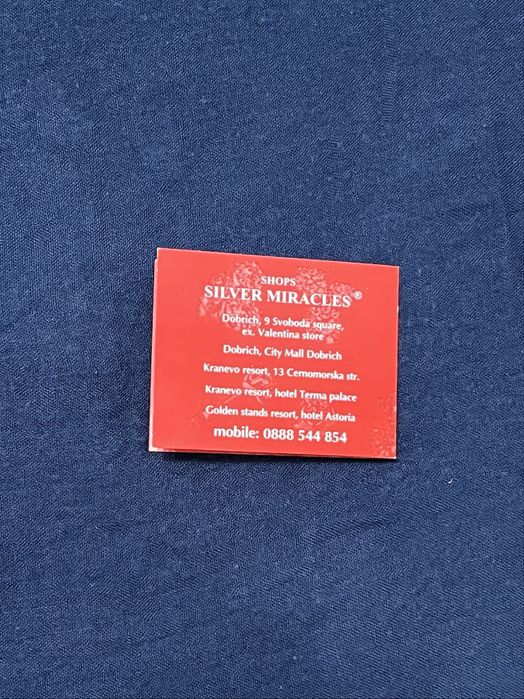 SHOPS
SILVER MIRACLES®
Dobrich, 9 Svoboda square,
ex. Valentina store
Dobrich, City Mall Dobrich
Kranevo resort, 13 Cernomorska str.
Kranevo resort, hotel Terma palace
Golden stands resort, hotel Astoria
mobile: 0888 544 854